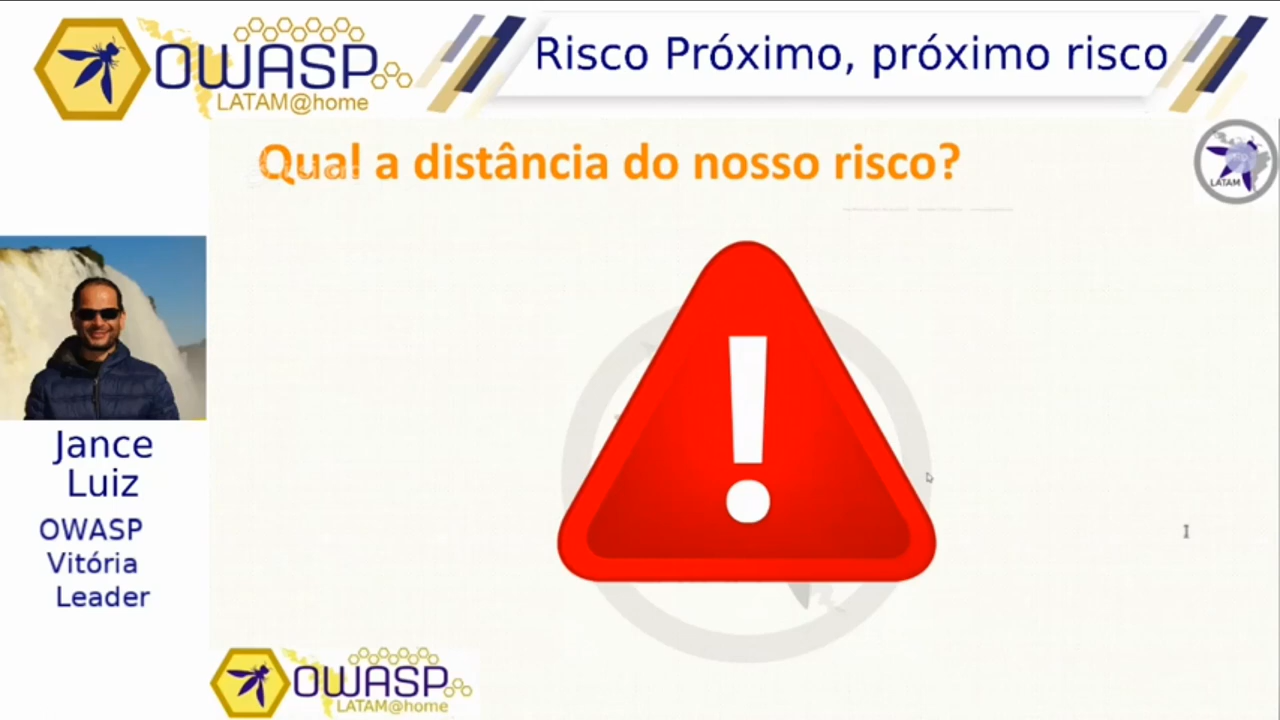 OWASP
LATAM@home
Risco Próximo, próximo risco
Qual a distância do nosso risco?
LATAM
Jance
Luiz
OWASP
Vitória
Leader
OWASP
LATAM@home